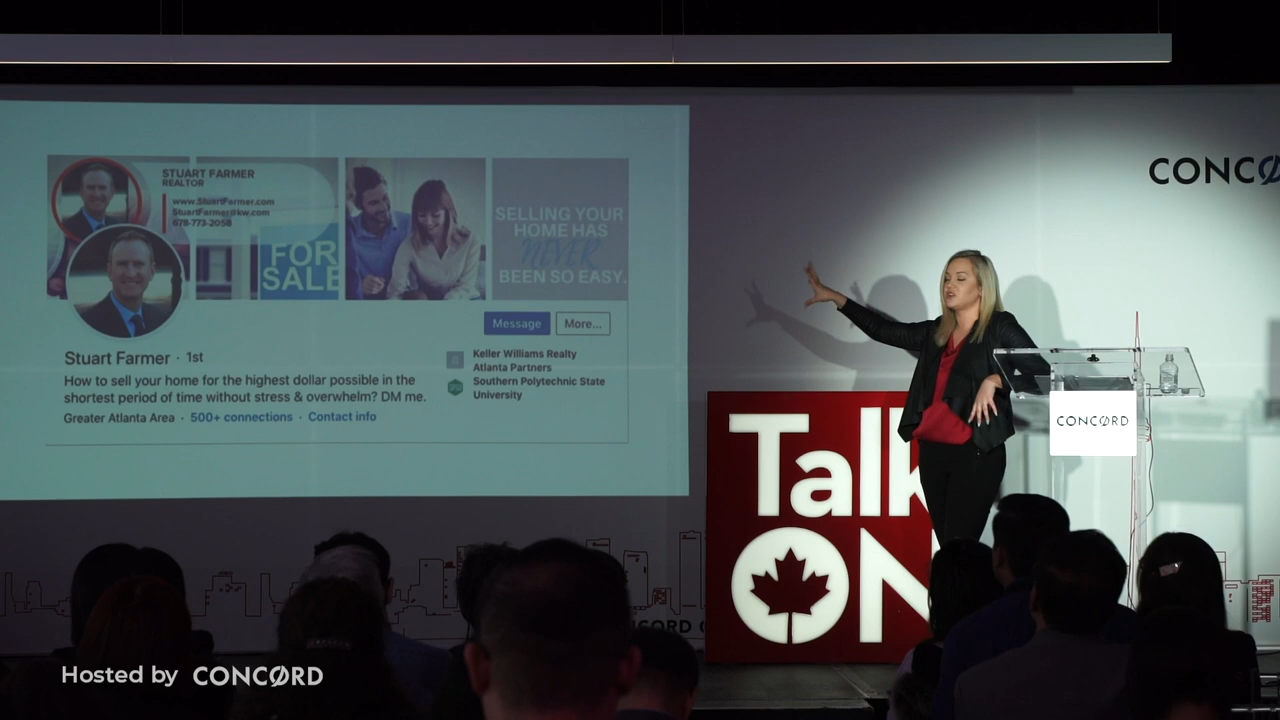 CONCØ
STUART FARMER
REALTOR
www.StuartFarmer.com
StuartFarmer@kw.com
678-773-2058
FOR
SALE
SELLING YOUR
HOME HAS
NEVER
BEEN SO EASY.
Message
More...
Stuart Farmer · 1st
How to sell your home for the highest dollar possible in the
shortest period of time without stress & overwhelm? DM me.
Greater Atlanta Area · 500+ connections · Contact info
Keller Williams Realty
Atlanta Partners
Southern Polytechnic State
University
Talk
ON
CONCØRD
Hosted by CONCØRD